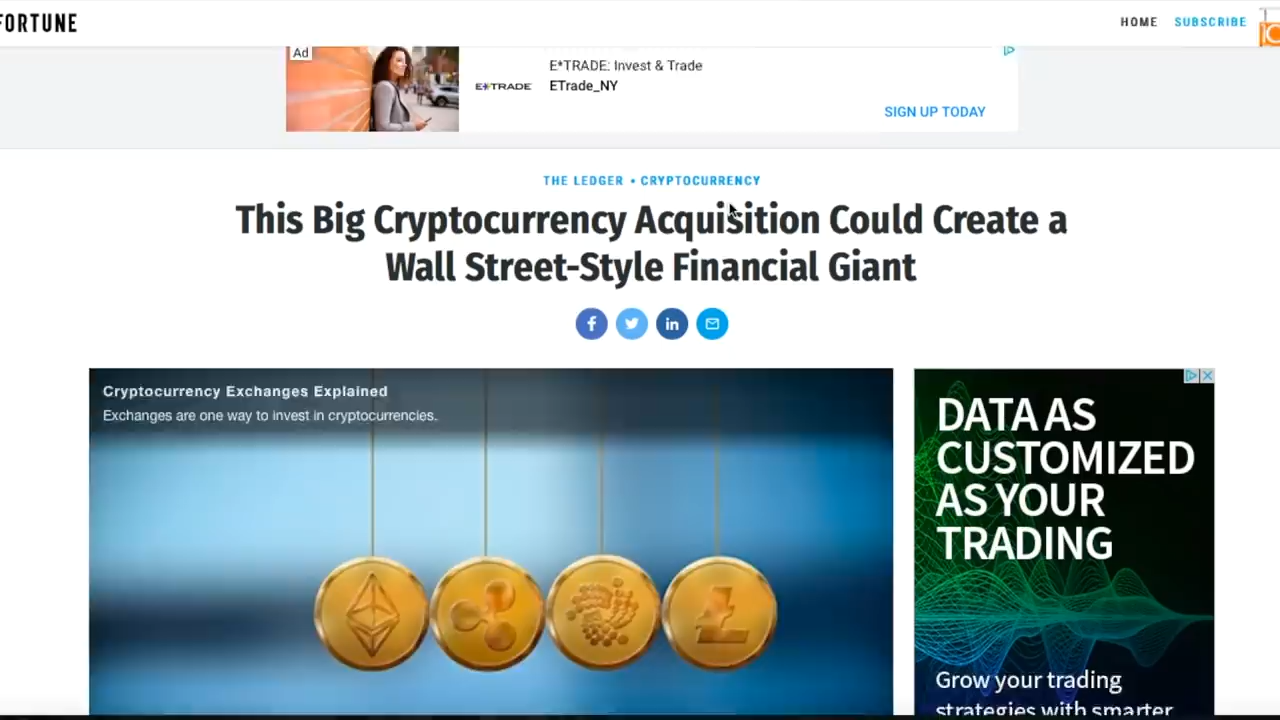 FORTUNE
HOME SUBSCRIBE
Ad
E*TRADE: Invest & Trade
E*TRADE
ETrade_NY
SIGN UP TODAY
THE LEDGER • CRYPTOCURRENCY
This Big Cryptocurrency Acquisition Could Create a
Wall Street-Style Financial Giant
f
in
Cryptocurrency Exchanges Explained
Exchanges are one way to invest in cryptocurrencies.
DATA AS
CUSTOMIZED
AS YOUR
TRADING
Grow your trading
strategies with smarter